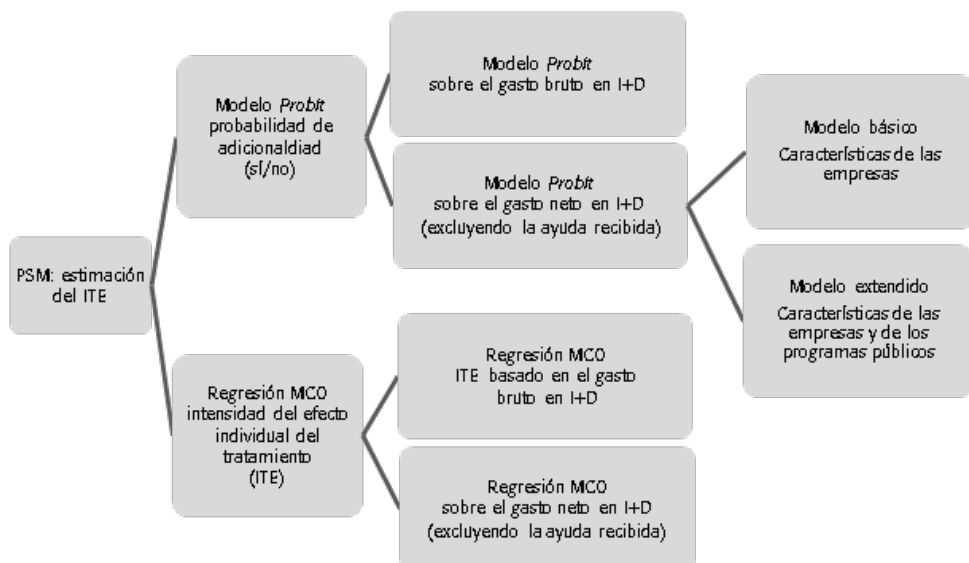 PSM: estimación
del ITE
Modelo Probit
probabilidad de
adicionaldiad
(sí/no)
Modelo Probit
sobre el gasto bruto en I+D
Modelo Probit
sobre el gasto neto en I+D
(excluyendo la ayuda recibida)
Modelo básico
Características de las
empresas
Modelo extendido
Características de las
empresas y de los
programas públicos
Regresión MCO
intensidad del efecto
individual del
tratamiento
(ITE)
Regresión MCO
ITE basado en el gasto
bruto en I+D
Regresión MCO
sobre el gasto neto en I+D
(excluyendo la ayuda recibida)